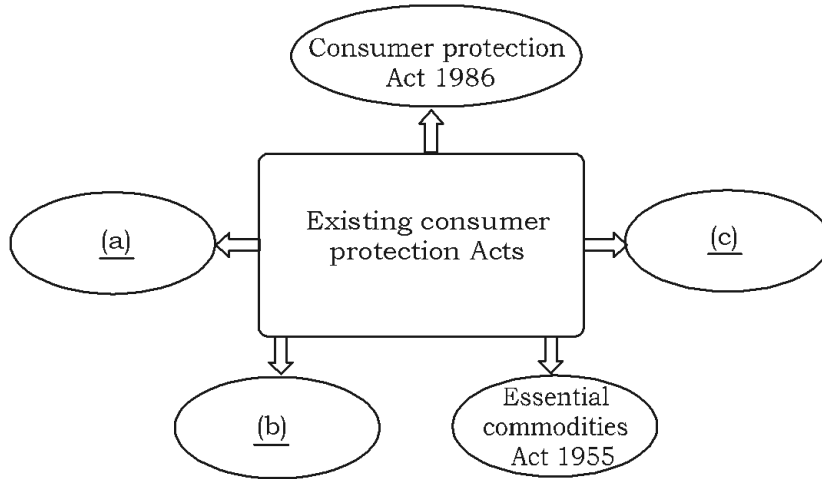 Consumer protection
Act 1986
Existing consumer
protection Acts
(a)
(c)
(b)
Essential
commodities
Act 1955